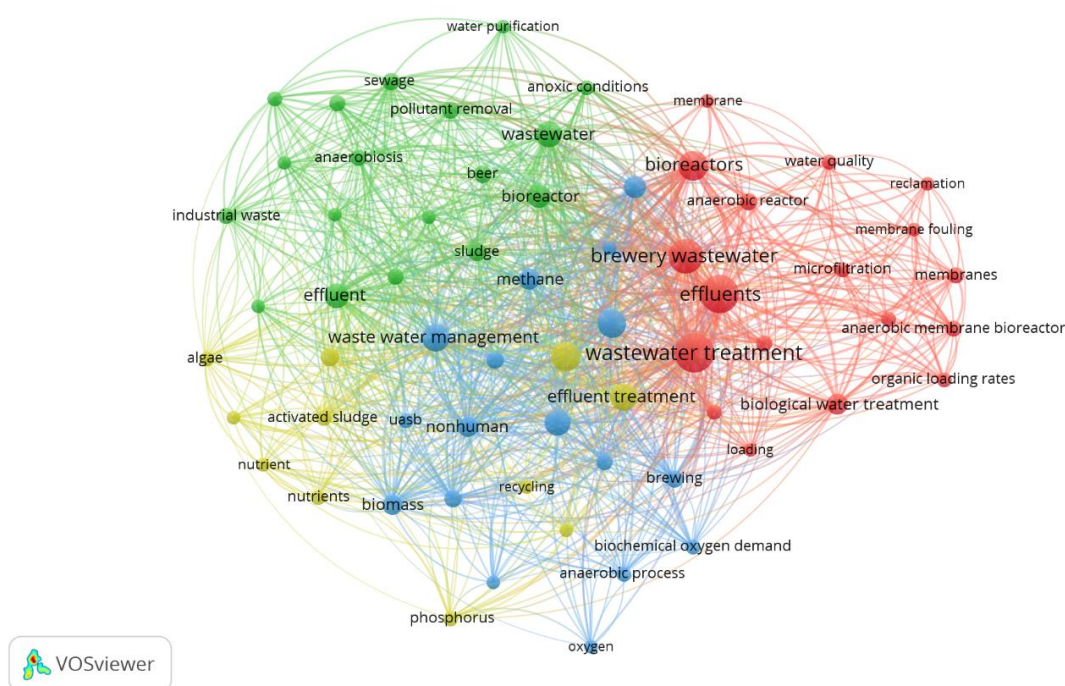 water purification
sewage
anoxic conditions
membrane
pollutant removal
wastewater
anaerobiosis
bioreactors
water quality
beer
reclamation
bioreactor
anaerobic reactor
industrial waste
membrane fouling
sludge
brewery wastewater
methane
microfiltration
membranes
effluent
effluents
anaerobic membrane bioreactor
waste water management
wastewater treatment
algae
organic loading rates
effluent treatment
biological water treatment
activated sludge
uasb
nonhuman
loading
nutrient
brewing
recycling
nutrients
biomass
biochemical oxygen demand
anaerobic process
phosphorus
oxygen
VOSviewer